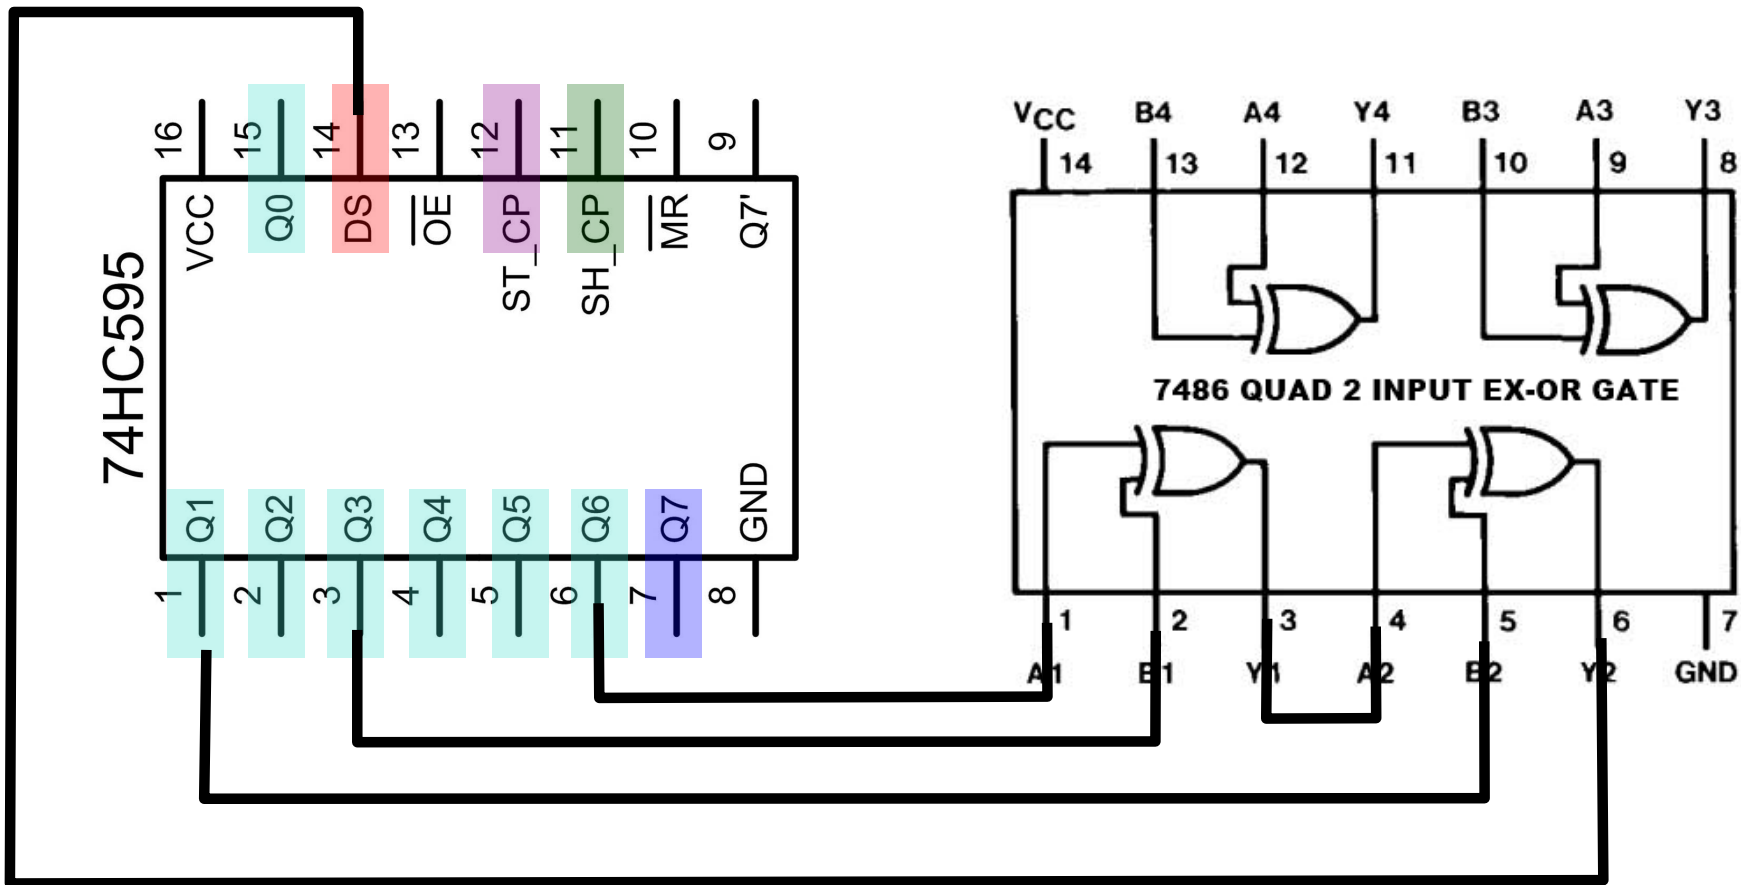 16 15 14 13 12 11 10 9
VCC Q0 DS OE ST_CP SH_CP MR Q7'
74HC595
Q1 Q2 Q3 Q4 Q5 Q6 Q7 GND
1 2 3 4 5 6 7 8
VCC B4 A4 Y4 B3 A3 Y3
14 13 12 11 10 9 8
7486 QUAD 2 INPUT EX-OR GATE
1 2 3 4 5 6 7
A1 B1 Y1 A2 B2 Y2 GND